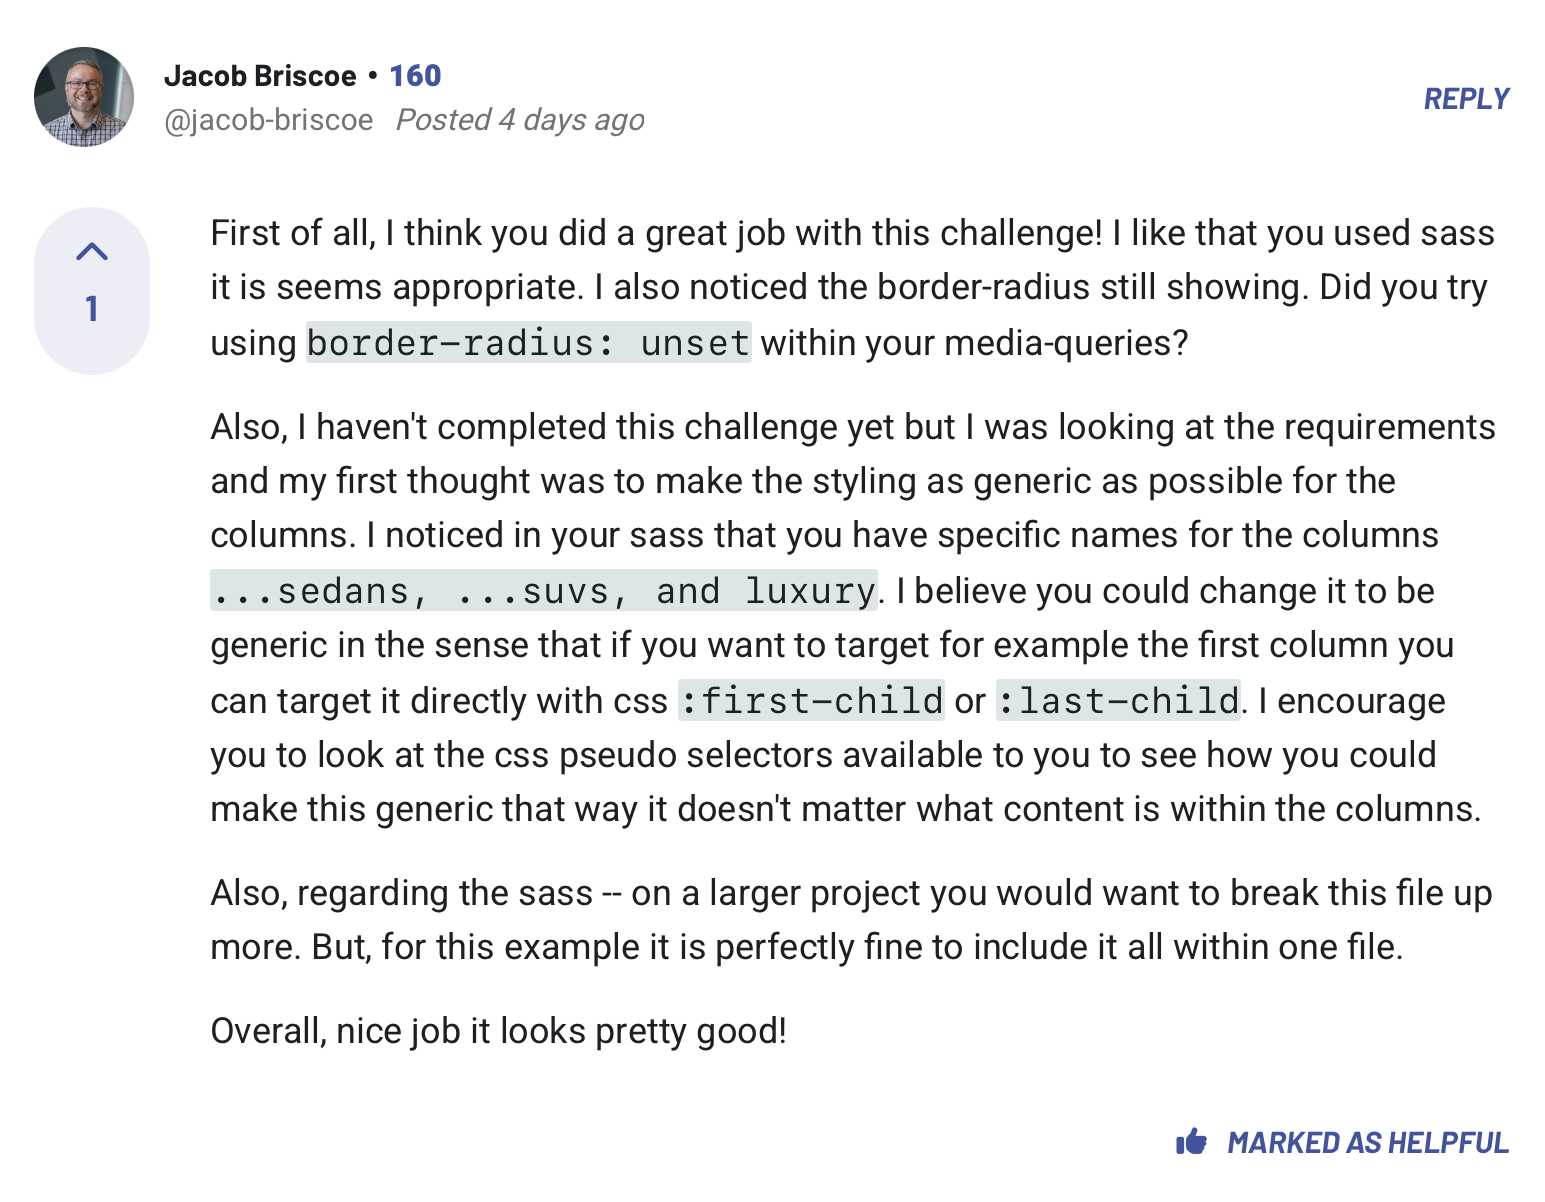 Jacob Briscoe • 160
@jacob-briscoe Posted 4 days ago
REPLY
1
First of all, I think you did a great job with this challenge! I like that you used sass
it is seems appropriate. I also noticed the border-radius still showing. Did you try
using border-radius: unset within your media-queries?
Also, I haven't completed this challenge yet but I was looking at the requirements
and my first thought was to make the styling as generic as possible for the
columns. I noticed in your sass that you have specific names for the columns
...sedans, ...suvs, and luxury. I believe you could change it to be
generic in the sense that if you want to target for example the first column you
can target it directly with css :first-child or :last-child. I encourage
you to look at the css pseudo selectors available to you to see how you could
make this generic that way it doesn't matter what content is within the columns.
Also, regarding the sass -- on a larger project you would want to break this file up
more. But, for this example it is perfectly fine to include it all within one file.
Overall, nice job it looks pretty good!
MARKED AS HELPFUL